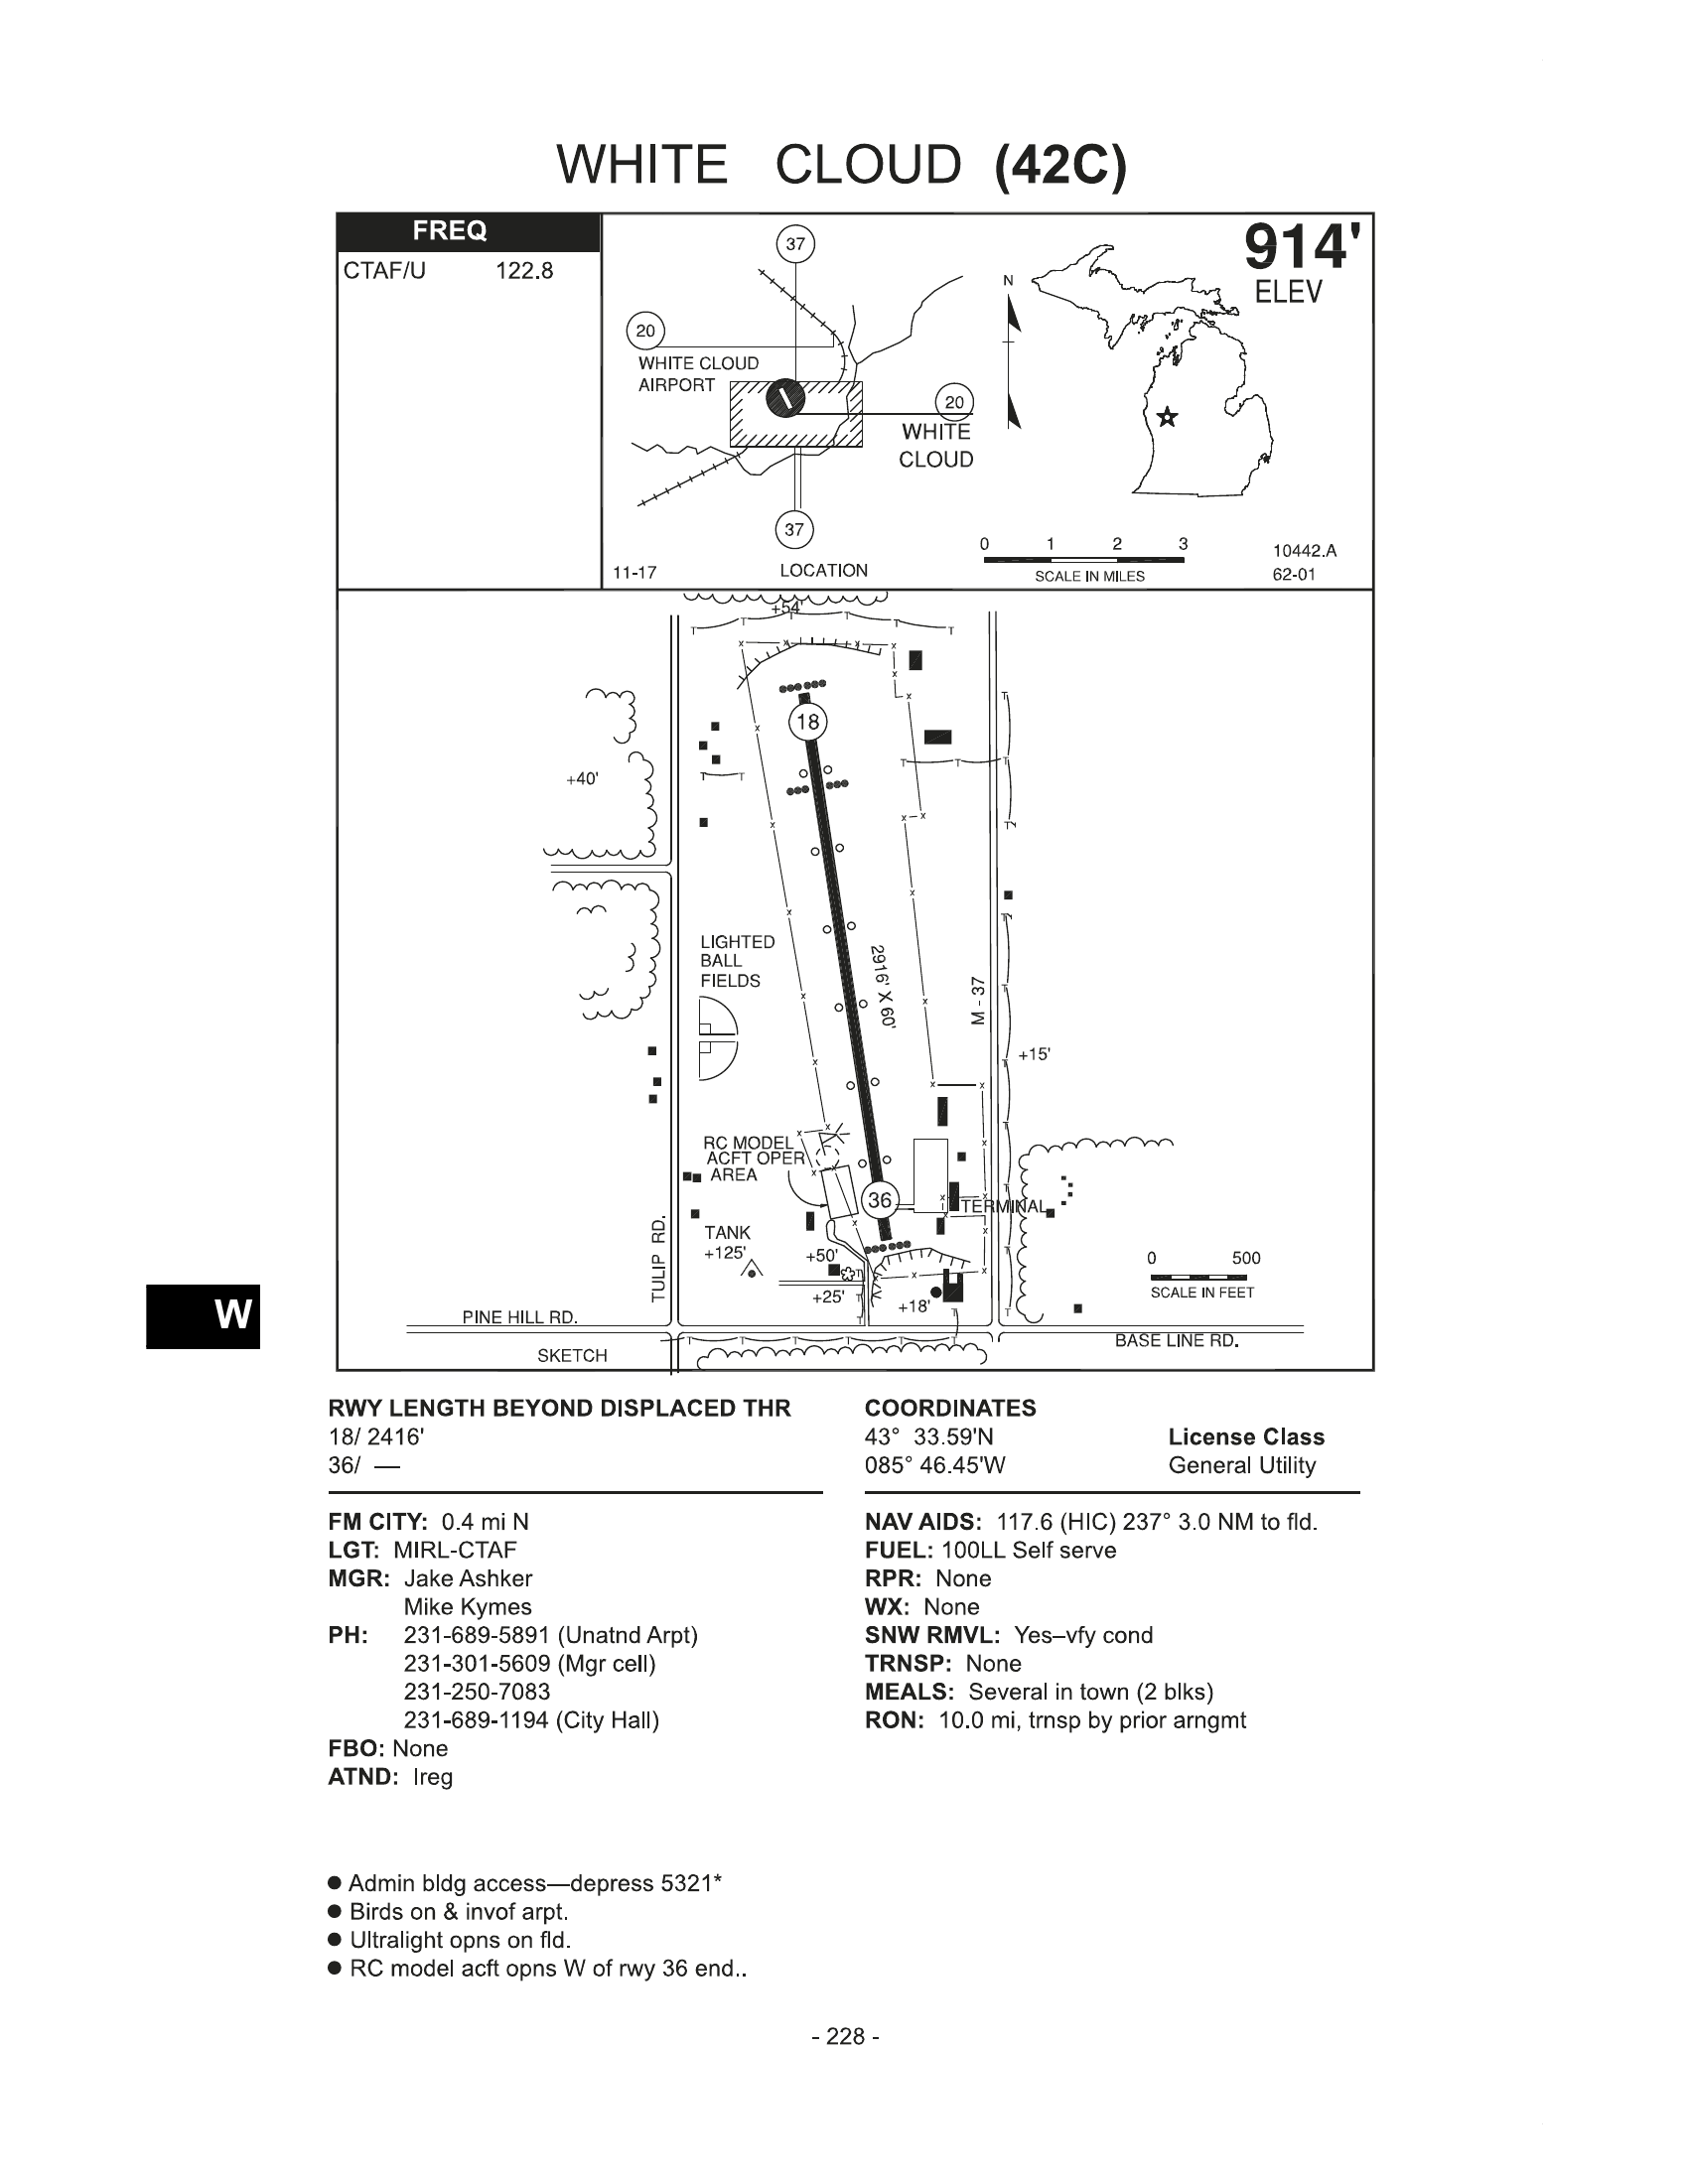 WHITE CLOUD (42C)
FREQ
CTAF/U 122.8
914'
ELEV
37
20
WHITE CLOUD
AIRPORT
N
20
WHITE
CLOUD
37
11-17
LOCATION
0 1 2 3
SCALE IN MILES
10442.A
62-01
+54'
18
+40'
LIGHTED
BALL
FIELDS
2916' X 60'
M - 37
+15'
RC MODEL
ACFT OPER
AREA
36
TERMINAL
TULIP RD.
TANK
+125'
+50'
+25'
+18'
0 500
SCALE IN FEET
PINE HILL RD.
BASE LINE RD.
SKETCH
W
RWY LENGTH BEYOND DISPLACED THR
18/ 2416'
36/ —
COORDINATES
43° 33.59'N
085° 46.45'W
License Class
General Utility
FM CITY: 0.4 mi N
LGT: MIRL-CTAF
MGR: Jake Ashker
Mike Kymes
PH: 231-689-5891 (Unatnd Arpt)
231-301-5609 (Mgr cell)
231-250-7083
231-689-1194 (City Hall)
FBO: None
ATND: Ireg
NAV AIDS: 117.6 (HIC) 237° 3.0 NM to fld.
FUEL: 100LL Self serve
RPR: None
WX: None
SNW RMVL: Yes–vfy cond
TRNSP: None
MEALS: Several in town (2 blks)
RON: 10.0 mi, trnsp by prior arngmt
● Admin bldg access—depress 5321*
● Birds on & invof arpt.
● Ultralight opns on fld.
● RC model acft opns W of rwy 36 end..
- 228 -